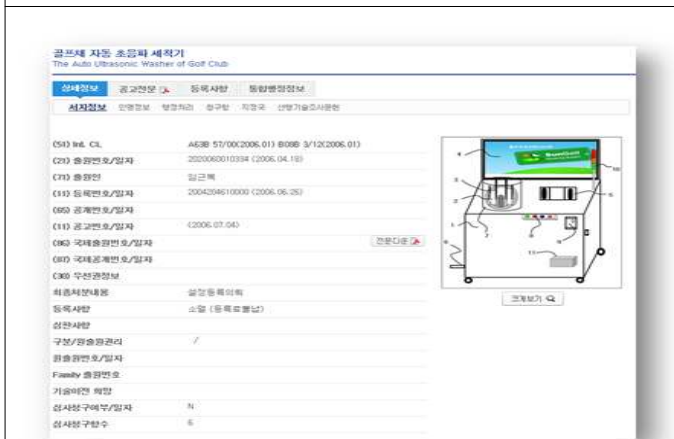 골프채 자동 초음파 세척기
The Auto Ultrasonic Washer of Golf Club
상세정보 공고전문 등록사항 통합행정정보
서지정보 인명정보 행정처리 청구항 지정국 선행기술조사문헌
(51) Int. CL. A63B 57/00(2006.01) B08B 3/12(2006.01)
(21) 출원번호/일자 2020060010334 (2006.04.18)
(71) 출원인
(11) 등록번호/일자 2004204610000 (2006.06.26)
(65) 공개번호/일자
(11) 공고번호/일자 (2006.07.04)
(86) 국제출원번호/일자 전문다운
(87) 국제공개번호/일자
(30) 우선권정보
최종처분내용 설정등록의뢰
등록사항 소멸 (등록료불납)
심판사항
구분/원출원권리 /
원출원번호/일자
Family 출원번호
기술이전 희망
심사청구여부/일자 N
심사청구항수 6
크게보기